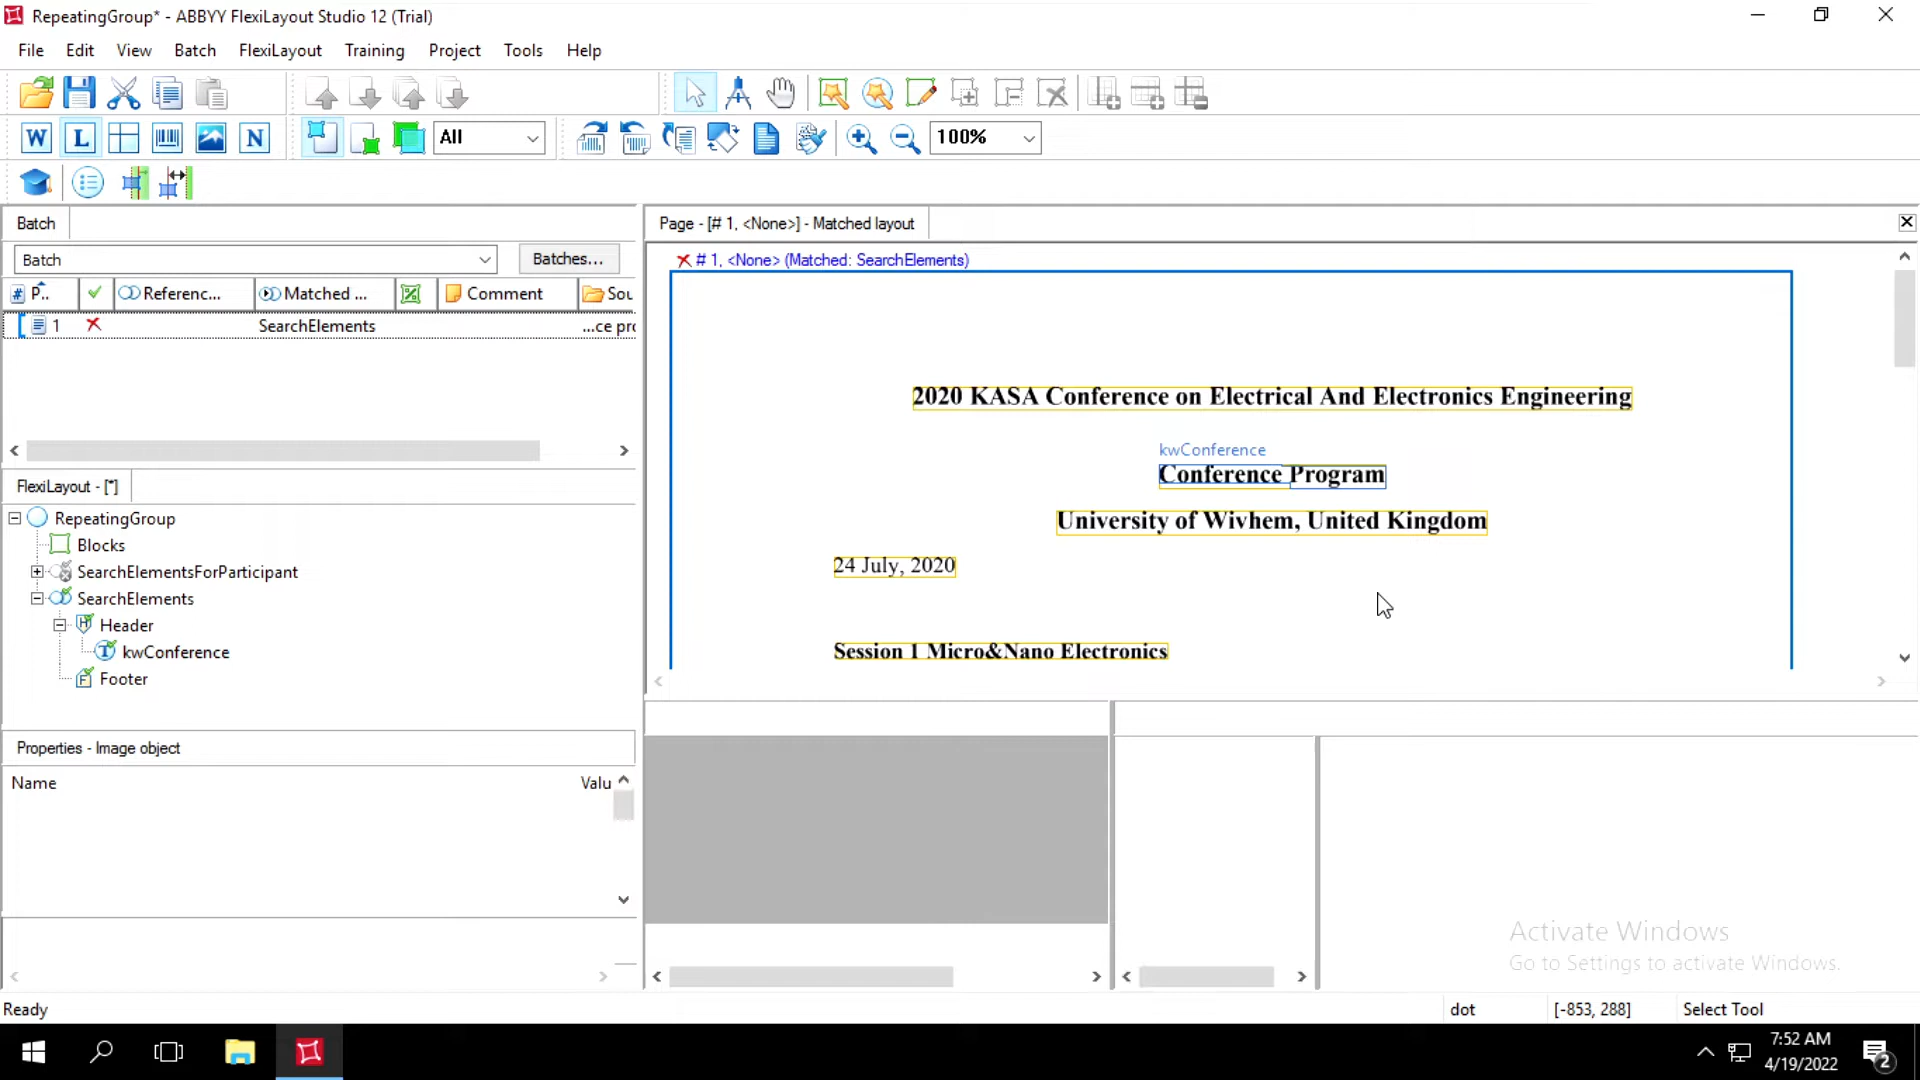 RepeatingGroup* - ABBYY FlexiLayout Studio 12 (Trial)
File Edit View Batch FlexiLayout Training Project Tools Help
W L N All 100%
Batch
Page - [# 1, <None>] - Matched layout
Batch Batches...
# 1, <None> (Matched: SearchElements)
# P.. Referenc... Matched ... Comment Sou
1 SearchElements ...ce pro
2020 KASA Conference on Electrical And Electronics Engineering
kwConference
Conference Program
University of Wivhem, United Kingdom
24 July, 2020
Session 1 Micro&Nano Electronics
FlexiLayout - [*]
RepeatingGroup
Blocks
SearchElementsForParticipant
SearchElements
H Header
T kwConference
F Footer
Properties - Image object
Name Valu
Activate Windows
Go to Settings to activate Windows.
Ready dot [-853, 288] Select Tool
7:52 AM
4/19/2022
2